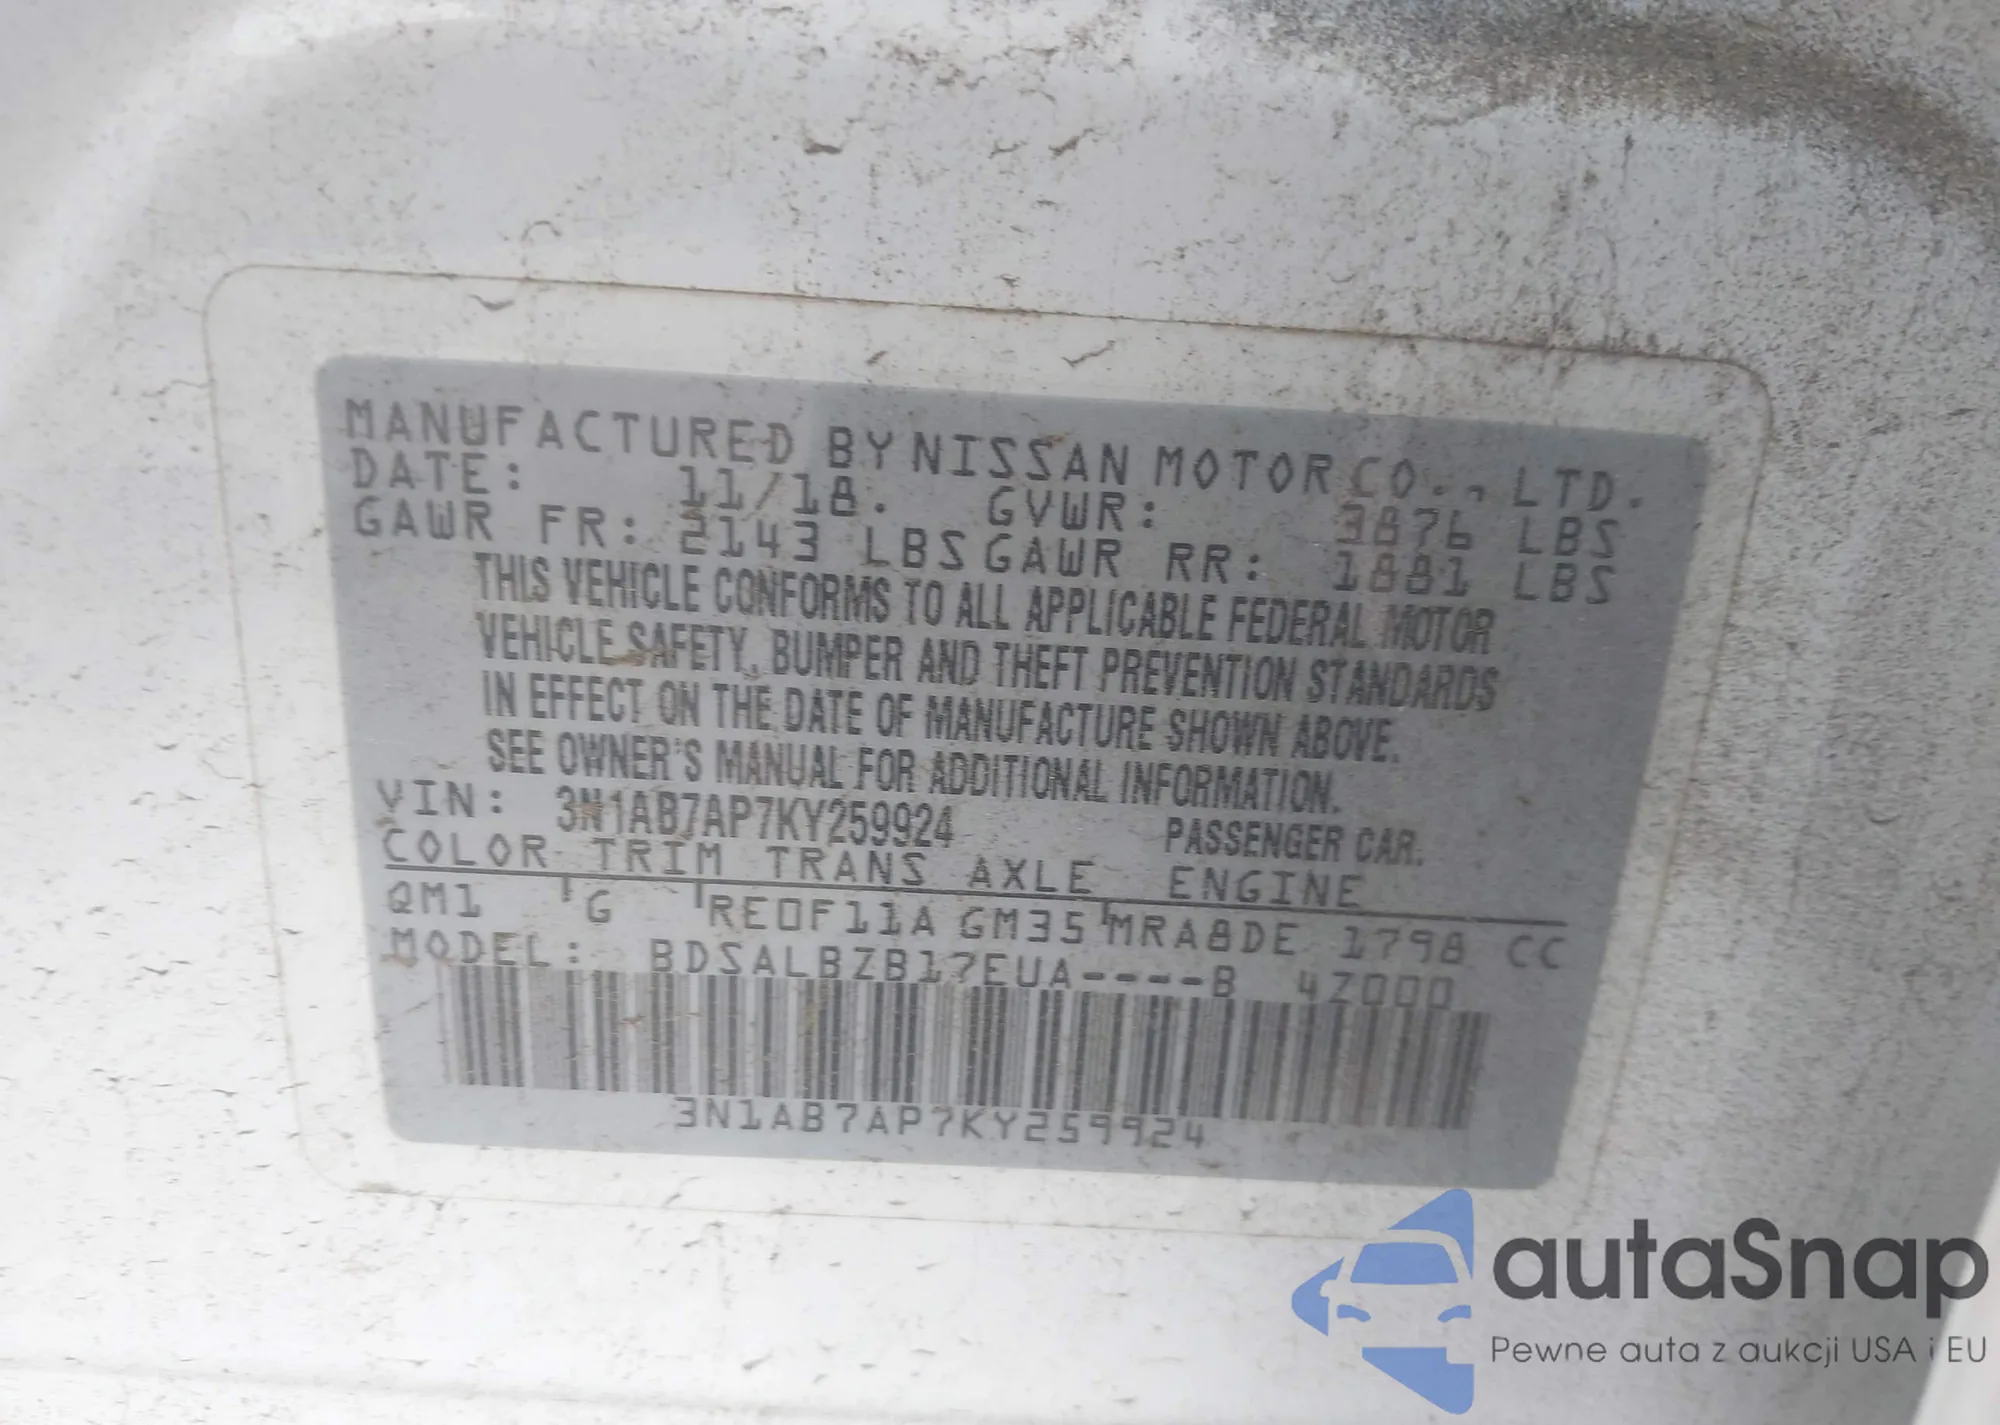 MANUFACTURED BY NISSAN MOTOR CO., LTD.
DATE: 11/18. GVWR: 3876 LBS
GAWR FR: 2143 LBS GAWR RR: 1881 LBS
THIS VEHICLE CONFORMS TO ALL APPLICABLE FEDERAL MOTOR
VEHICLE SAFETY, BUMPER AND THEFT PREVENTION STANDARDS
IN EFFECT ON THE DATE OF MANUFACTURE SHOWN ABOVE.
SEE OWNER'S MANUAL FOR ADDITIONAL INFORMATION.
VIN: 3N1AB7AP7KY259924 PASSENGER CAR.
COLOR TRIM TRANS AXLE ENGINE
QM1 G RE0F11A GM35 MRA8DE 1798 CC
MODEL: BDSALBZB17EUA----B 4Z000
3N1AB7AP7KY259924
autaSnap
Pewne auta z aukcji USA i EU